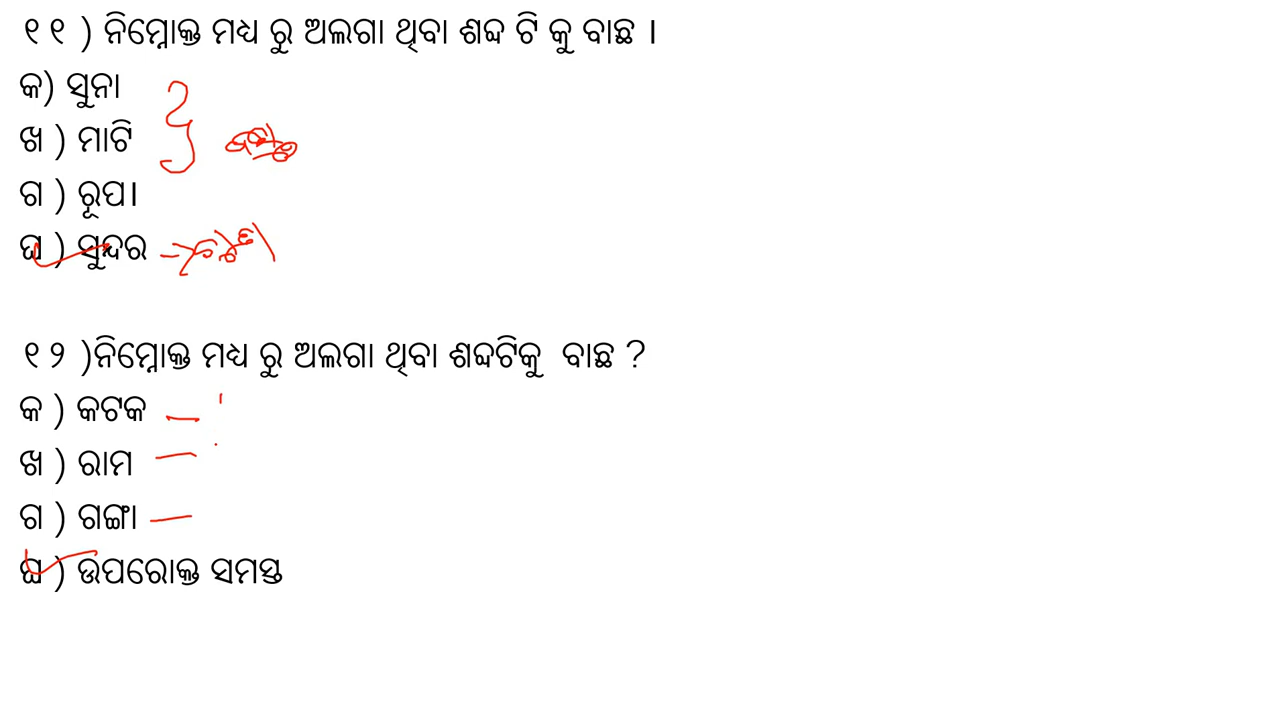 ୧୧ ) ନିମ୍ନୋକ୍ତ ମଧ୍ୟ ରୁ ଅଲଗା ଥିବା ଶବ୍ଦ ଟି କୁ ବାଛ ।
କ) ସୁନା
ଖ ) ମାଟି
ଗ ) ରୂପା
ଘ ) ସୁନ୍ଦର
୧୨ )ନିମ୍ନୋକ୍ତ ମଧ୍ୟ ରୁ ଅଲଗା ଥିବା ଶବ୍ଦଟିକୁ ବାଛ ?
କ ) କଟକ
ଖ ) ରାମ
ଗ ) ଗଙ୍ଗା
ଘ ) ଉପରୋକ୍ତ ସମସ୍ତ